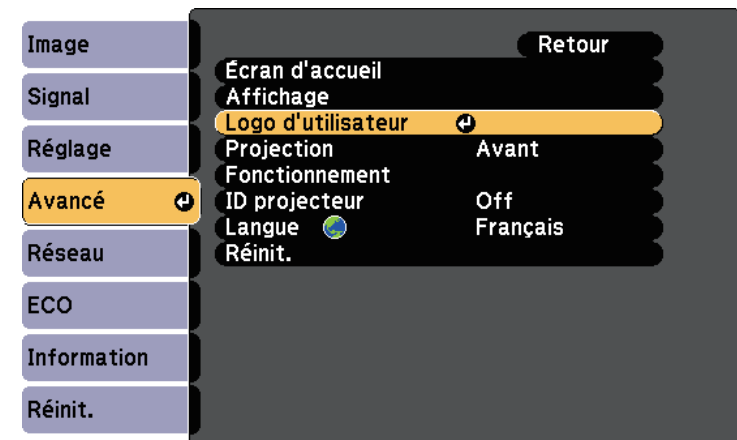 Image
Signal
Réglage
Avancé
Réseau
ECO
Information
Réinit.
Retour
Écran d'accueil
Affichage
Logo d'utilisateur
Projection Avant
Fonctionnement
ID projecteur Off
Langue Français
Réinit.